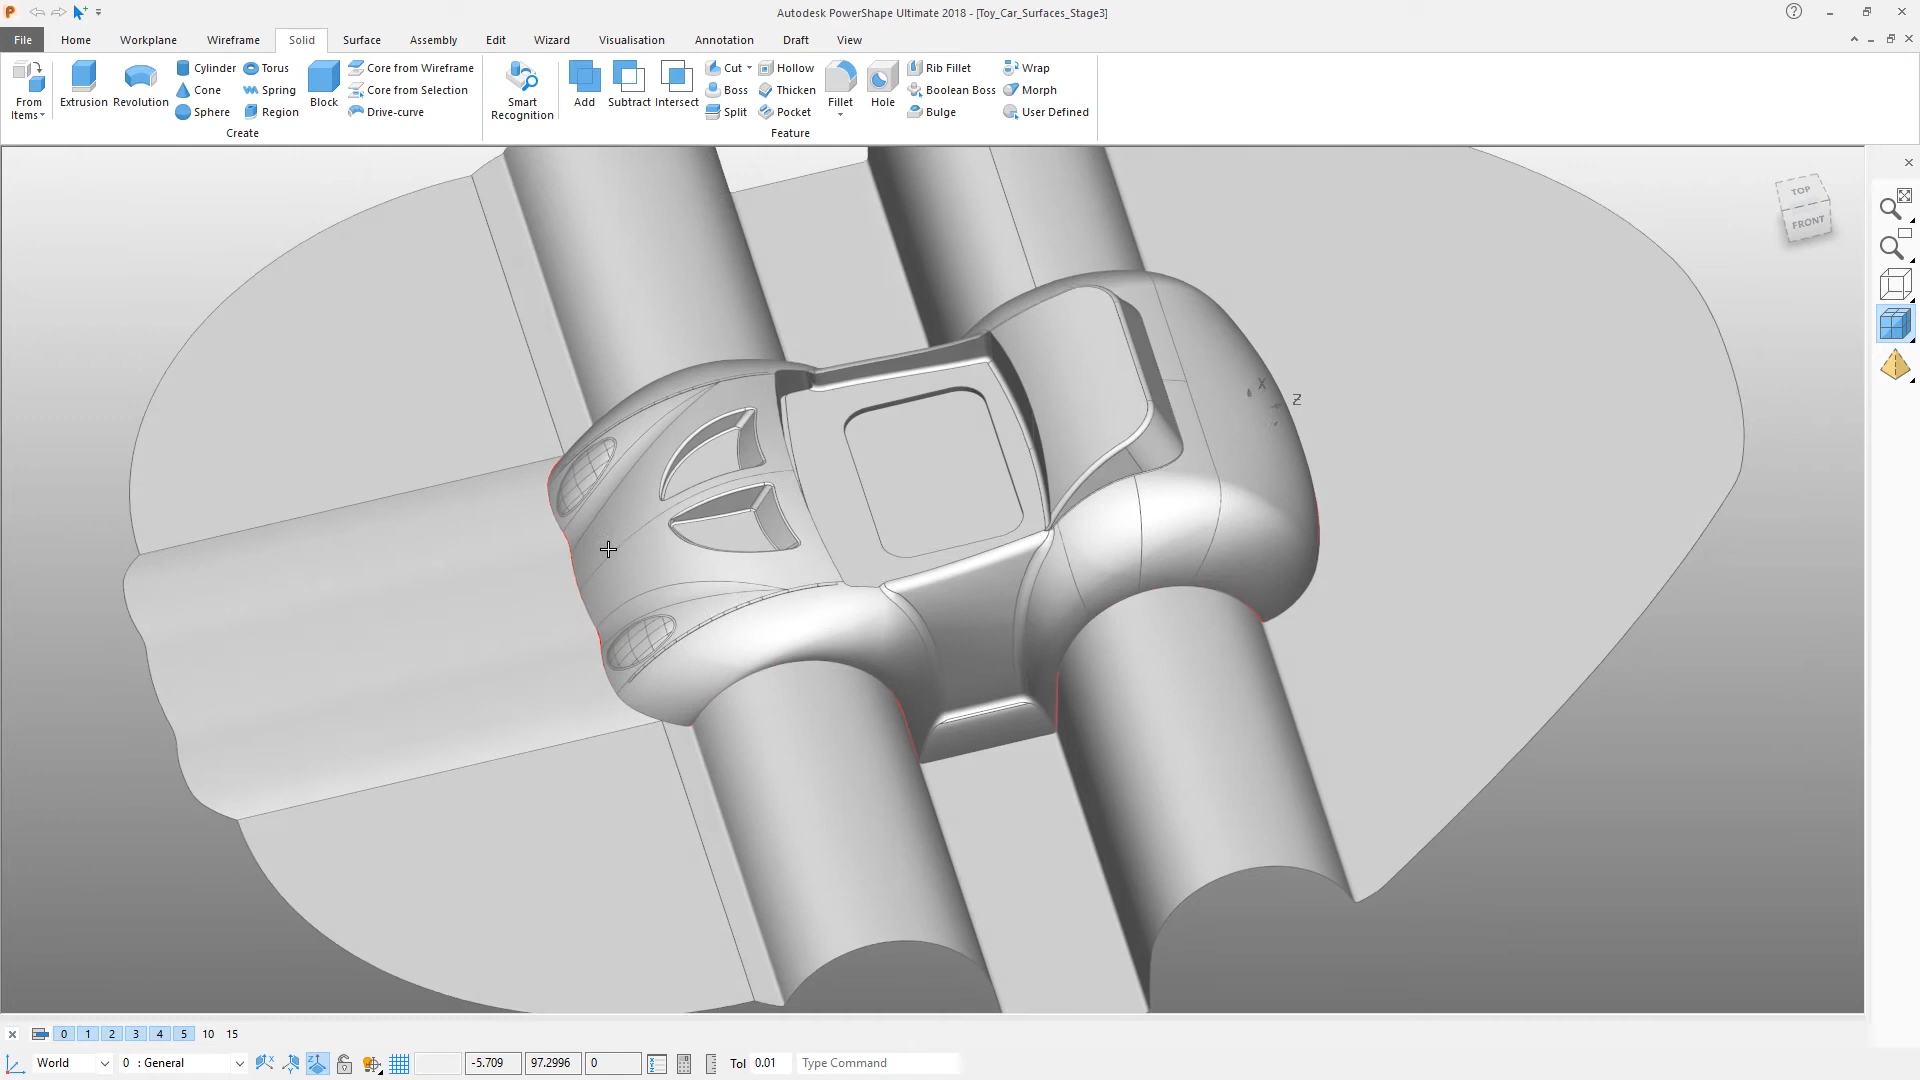 Autodesk PowerShape Ultimate 2018 - [Toy_Car_Surfaces_Stage3]
File Home Workplane Wireframe Solid Surface Assembly Edit Wizard Visualisation Annotation Draft View
From Items
Extrusion
Revolution
Cylinder
Cone
Sphere
Torus
Spring
Region
Block
Core from Wireframe
Core from Selection
Drive-curve
Create
Smart Recognition
Add
Subtract
Intersect
Cut
Boss
Split
Hollow
Thicken
Pocket
Fillet
Hole
Rib Fillet
Boolean Boss
Bulge
Wrap
Morph
User Defined
Feature
TOP
FRONT
X
Z
0 1 2 3 4 5 10 15
World 0 : General -5.709 97.2996 0 Tol 0.01 Type Command